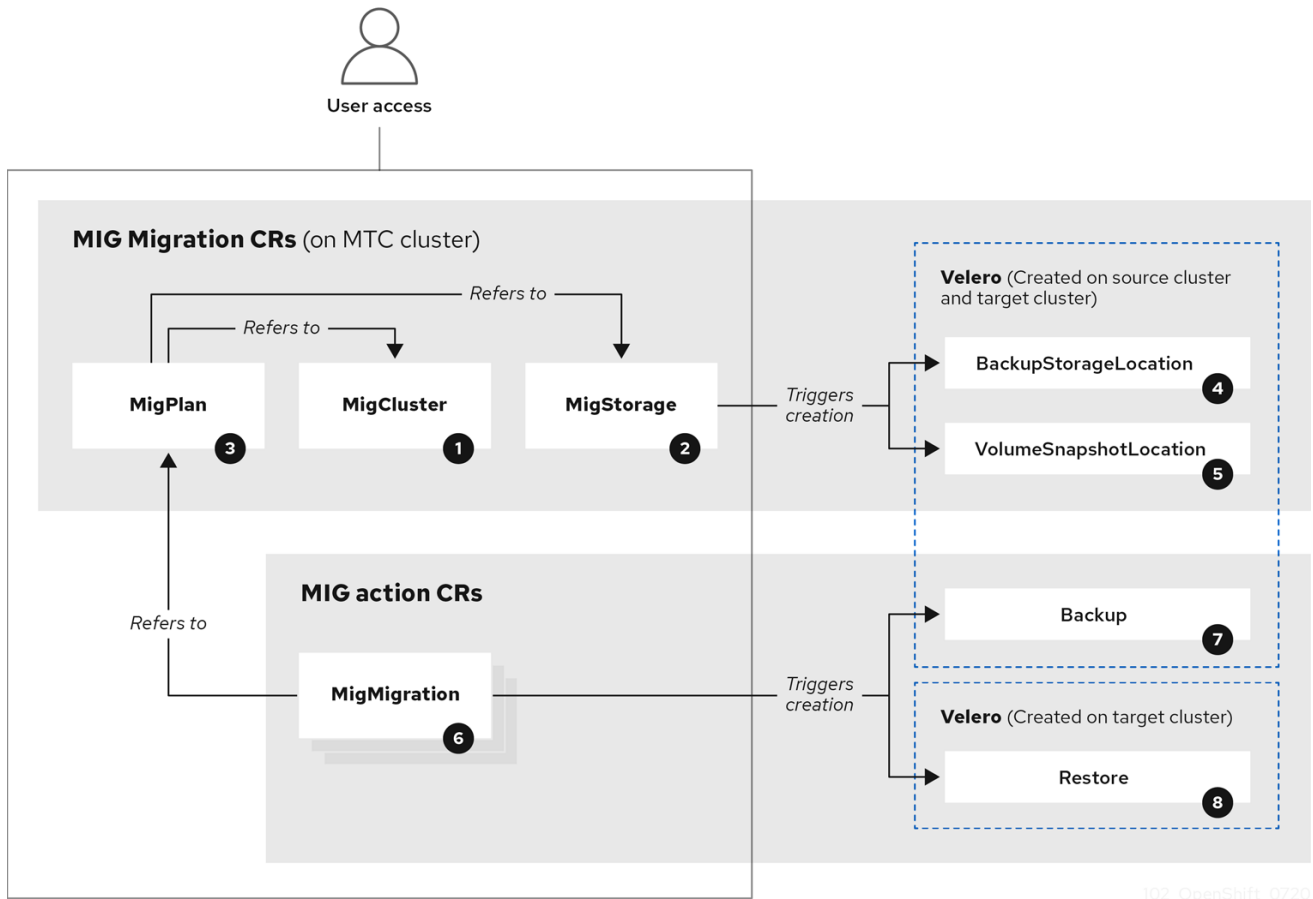 User access
MIG Migration CRs (on MTC cluster)
Refers to
Refers to
MigPlan
3
MigCluster
1
MigStorage
2
Triggers
creation
Velero (Created on source cluster
and target cluster)
BackupStorageLocation
4
VolumeSnapshotLocation
5
Refers to
MIG action CRs
MigMigration
6
Triggers
creation
Backup
7
Velero (Created on target cluster)
Restore
8
102_OpenShift_0720